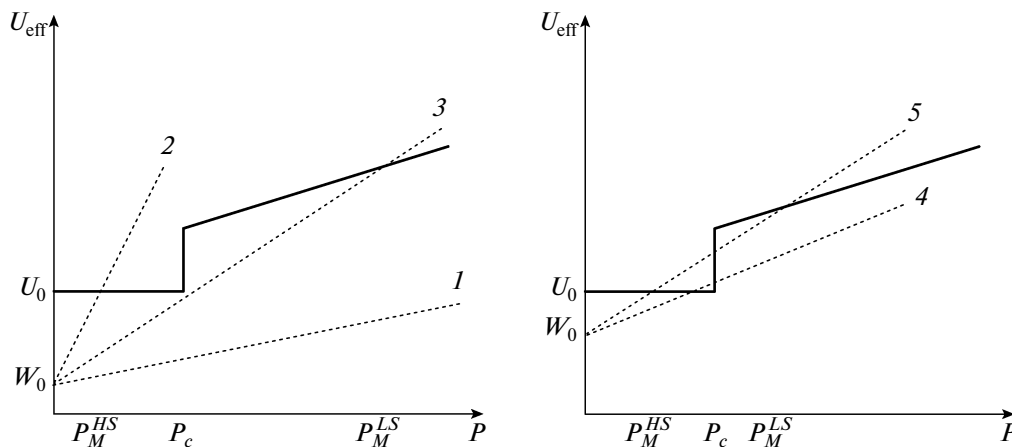 U_eff
2
3
1
U_0
W_0
P_M^HS
P_c
P_M^LS
P
U_eff
5
4
U_0
W_0
P_M^HS
P_c
P_M^LS
P